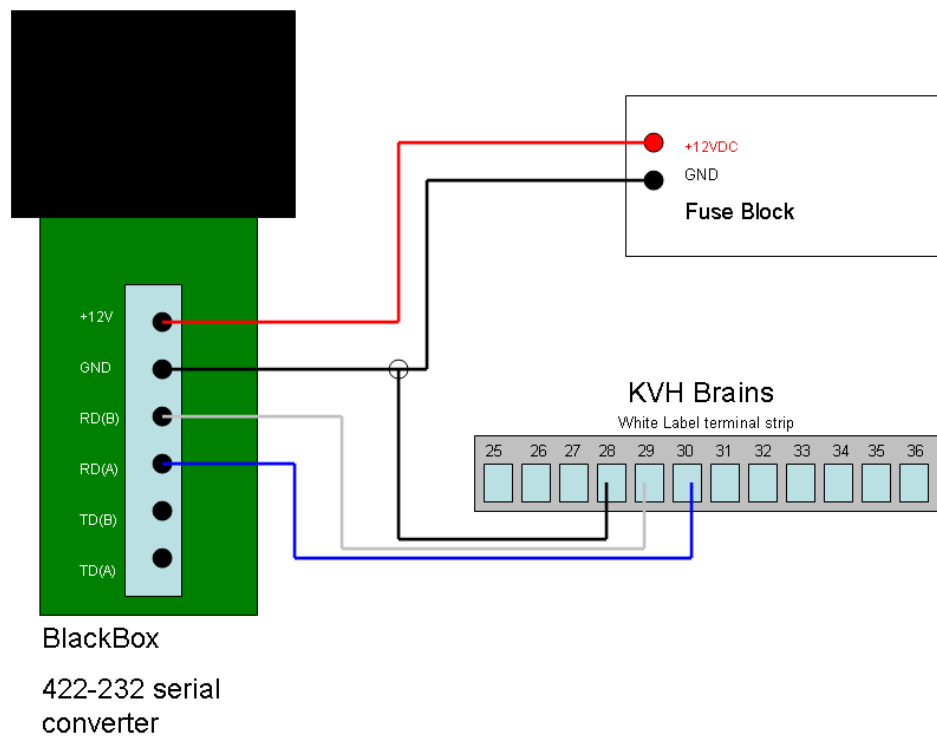 +12VDC
GND
Fuse Block
+12V
GND
RD(B)
RD(A)
TD(B)
TD(A)
KVH Brains
White Label terminal strip
25 26 27 28 29 30 31 32 33 34 35 36
BlackBox
422-232 serial
converter